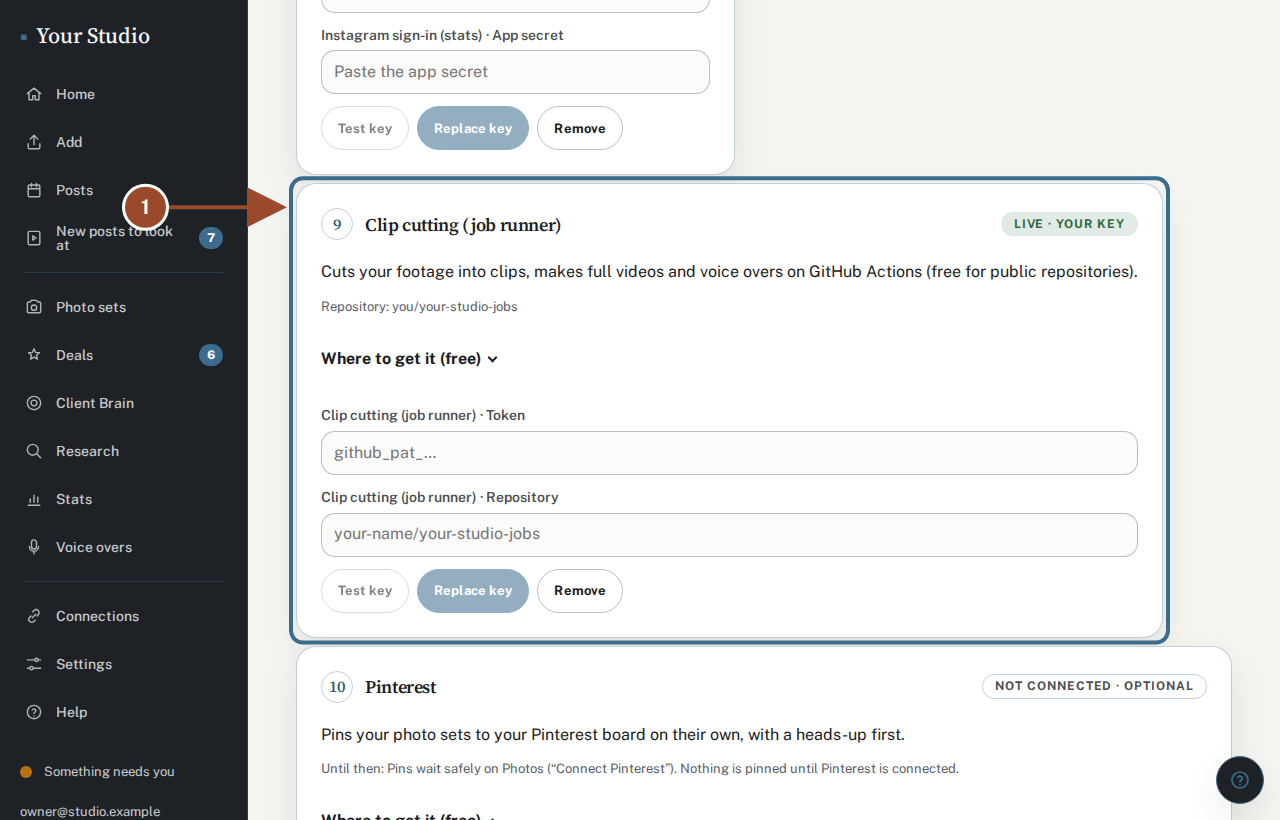 Your Studio
Home
Add
Posts
1
New posts to look
at
7
Photo sets
Deals
6
Client Brain
Research
Stats
Voice overs
Connections
Settings
Help
Something needs you
owner@studio.example
Instagram sign-in (stats) · App secret
Paste the app secret
Test key
Replace key
Remove
9
Clip cutting (job runner)
LIVE · YOUR KEY
Cuts your footage into clips, makes full videos and voice overs on GitHub Actions (free for public repositories).
Repository: you/your-studio-jobs
Where to get it (free)
Clip cutting (job runner) · Token
github_pat_...
Clip cutting (job runner) · Repository
your-name/your-studio-jobs
Test key
Replace key
Remove
10
Pinterest
NOT CONNECTED · OPTIONAL
Pins your photo sets to your Pinterest board on their own, with a heads-up first.
Until then: Pins wait safely on Photos (“Connect Pinterest”). Nothing is pinned until Pinterest is connected.
Where to get it (free)